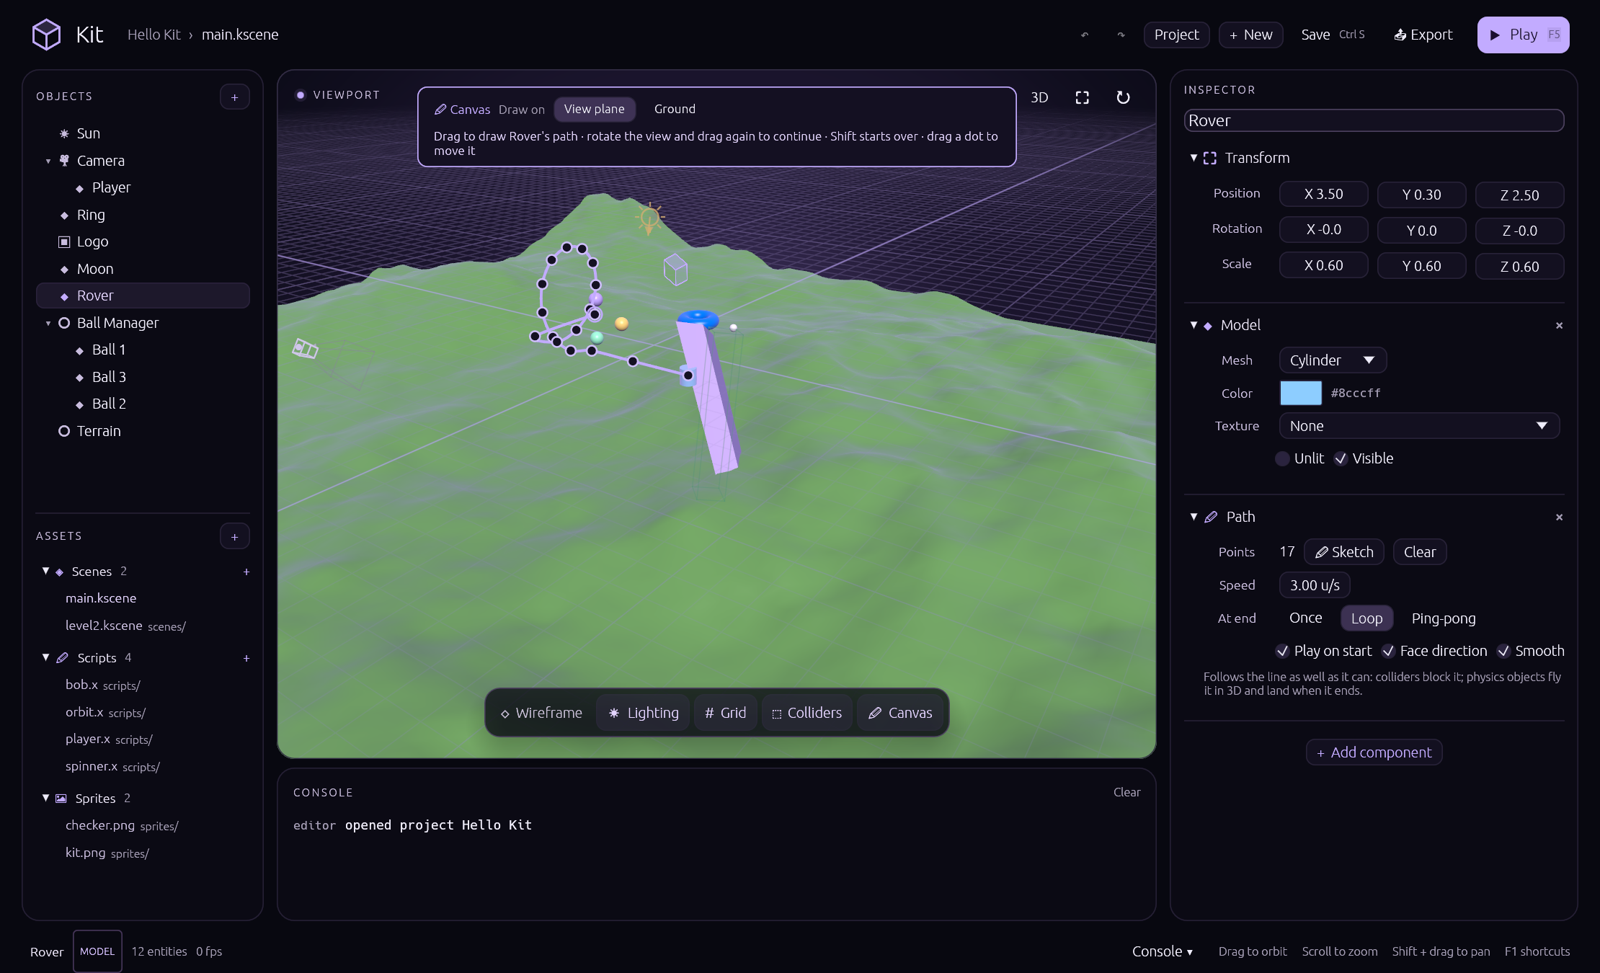 Kit Hello Kit › main.kscene
Project + New Save Ctrl S Export Play F5
OBJECTS +
Sun
Camera
Player
Ring
Logo
Moon
Rover
Ball Manager
Ball 1
Ball 3
Ball 2
Terrain
ASSETS +
Scenes 2 +
main.kscene
level2.kscene scenes/
Scripts 4 +
bob.x scripts/
orbit.x scripts/
player.x scripts/
spinner.x scripts/
Sprites 2
checker.png sprites/
kit.png sprites/
VIEWPORT
Canvas Draw on View plane Ground
Drag to draw Rover's path · rotate the view and drag again to continue · Shift starts over · drag a dot to
move it
3D
Wireframe Lighting # Grid Colliders Canvas
CONSOLE Clear
editor opened project Hello Kit
INSPECTOR
Rover
Transform
Position X 3.50 Y 0.30 Z 2.50
Rotation X -0.0 Y 0.0 Z -0.0
Scale X 0.60 Y 0.60 Z 0.60
Model ×
Mesh Cylinder
Color #8cccff
Texture None
Unlit Visible
Path ×
Points 17 Sketch Clear
Speed 3.00 u/s
At end Once Loop Ping-pong
Play on start Face direction Smooth
Follows the line as well as it can: colliders block it; physics objects fly
it in 3D and land when it ends.
+ Add component
Rover MODEL 12 entities 0 fps
Console ▾ Drag to orbit Scroll to zoom Shift + drag to pan F1 shortcuts